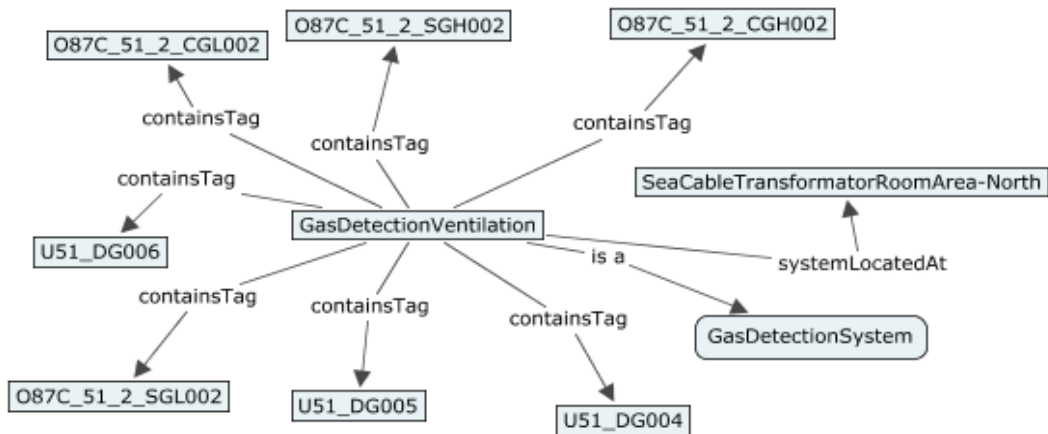 O87C_51_2_SGH002
O87C_51_2_CGH002
O87C_51_2_CGL002
containsTag
containsTag
containsTag
containsTag
SeaCableTransformatorRoomArea-North
GasDetectionVentilation
U51_DG006
is a
systemLocatedAt
containsTag
containsTag
containsTag
GasDetectionSystem
O87C_51_2_SGL002
U51_DG005
U51_DG004